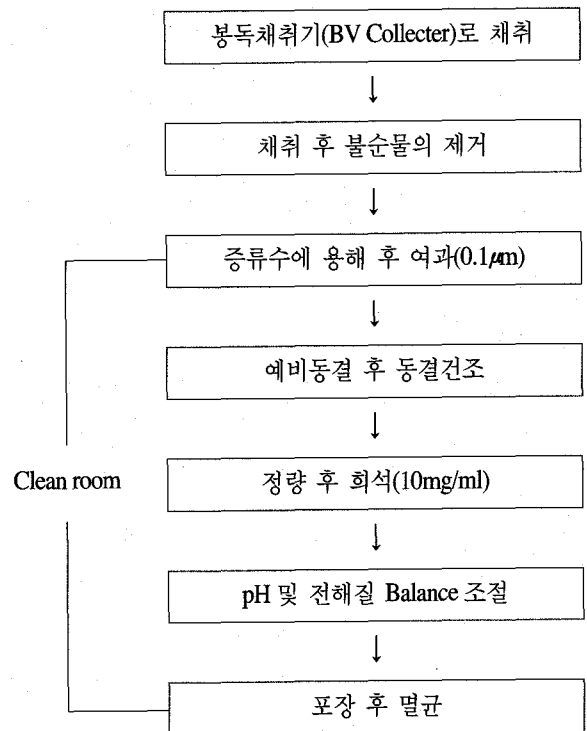 봉독채취기(BV Collecter)로 채취
↓
채취 후 불순물의 제거
↓
증류수에 용해 후 여과(0.1㎛)
↓
예비동결 후 동결건조
↓
Clean room
정량 후 희석(10mg/ml)
↓
pH 및 전해질 Balance 조절
↓
포장 후 멸균